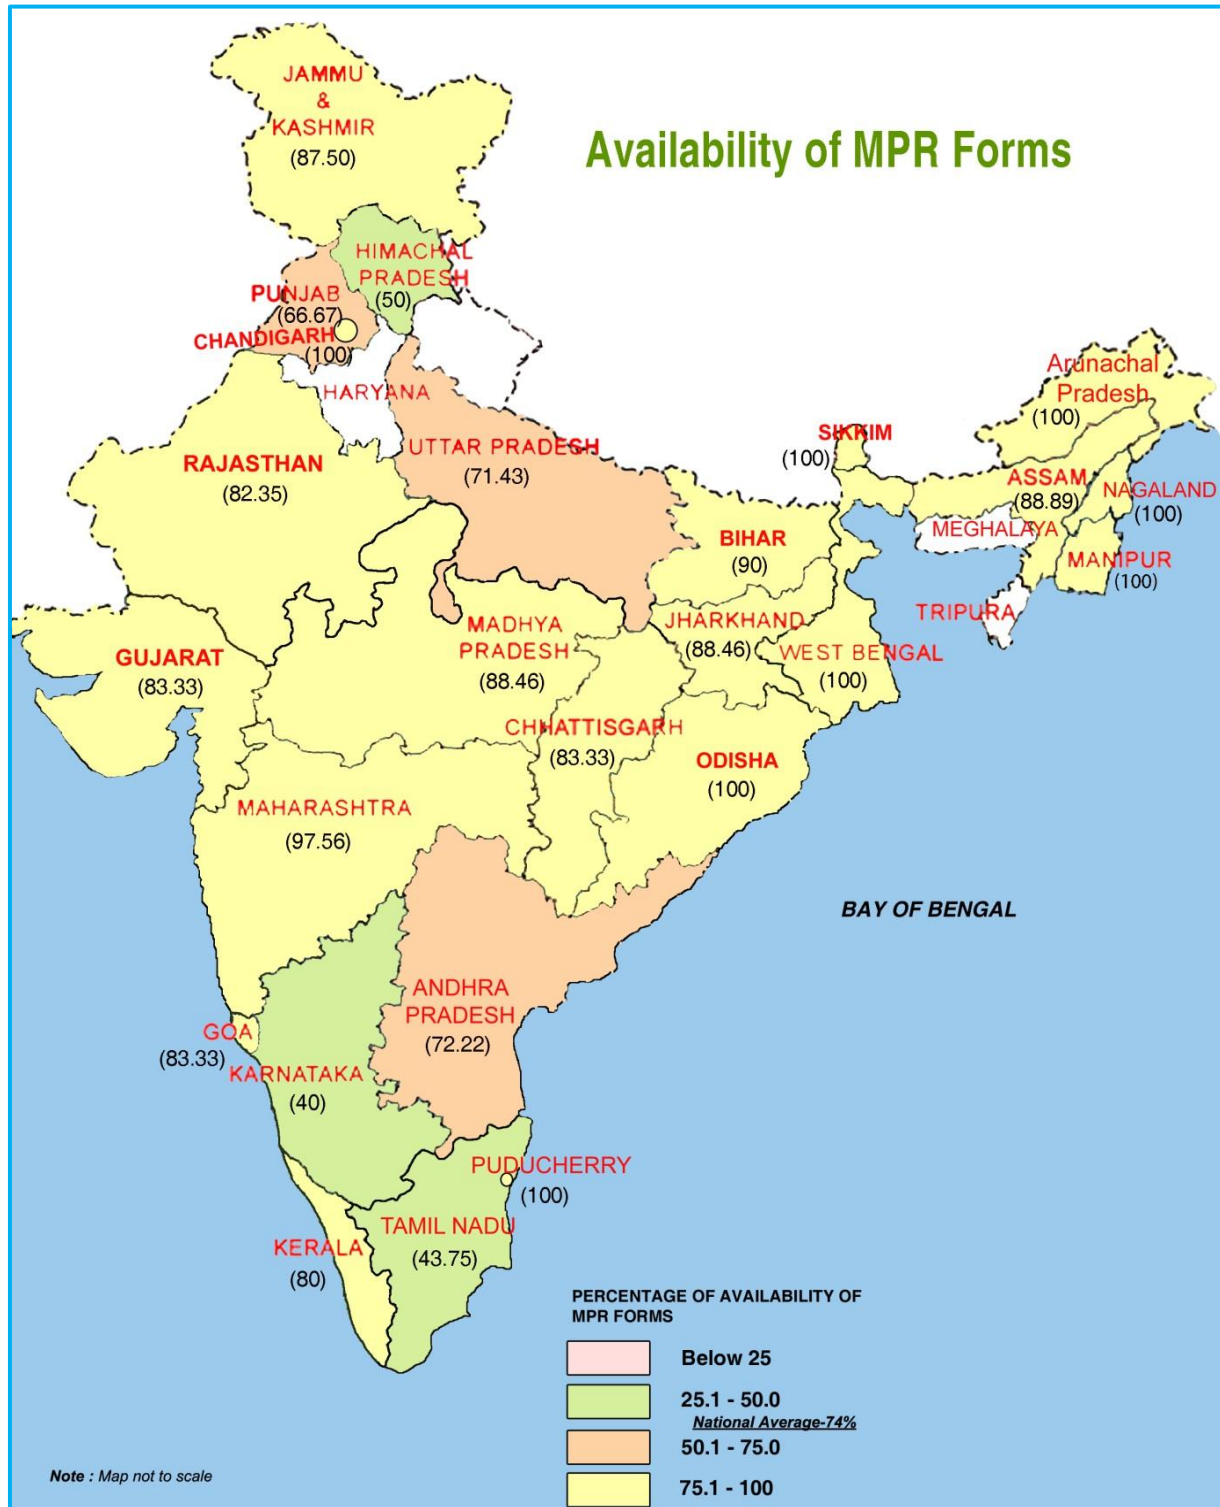 Availability of MPR Forms
JAMMU
&
KASHMIR
(87.50)
HIMACHAL
PRADESH
(50)
PUNJAB
(66.67)
CHANDIGARH
(100)
HARYANA
Arunachal
Pradesh
(100)
SIKKIM
(100)
UTTAR PRADESH
(71.43)
RAJASTHAN
(82.35)
ASSAM
(88.89)
NAGALAND
(100)
MEGHALAYA
BIHAR
(90)
MANIPUR
(100)
TRIPURA
JHARKHAND
(88.46)
MADHYA
PRADESH
(88.46)
WEST BENGAL
(100)
GUJARAT
(83.33)
CHHATTISGARH
(83.33)
ODISHA
(100)
MAHARASHTRA
(97.56)
BAY OF BENGAL
ANDHRA
PRADESH
(72.22)
GOA
(83.33)
KARNATAKA
(40)
PUDUCHERRY
(100)
TAMIL NADU
(43.75)
KERALA
(80)
PERCENTAGE OF AVAILABILITY OF
MPR FORMS
Below 25
25.1 - 50.0
National Average-74%
50.1 - 75.0
75.1 - 100
Note : Map not to scale